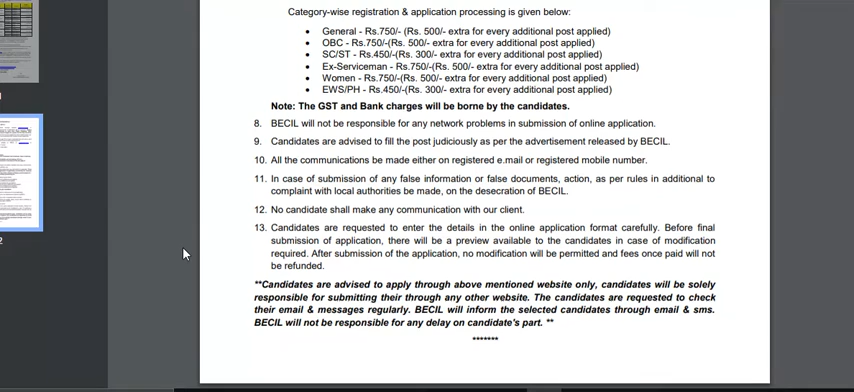 Category-wise registration & application processing is given below:
• General - Rs.750/- (Rs. 500/- extra for every additional post applied)
• OBC - Rs.750/-(Rs. 500/- extra for every additional post applied)
• SC/ST - Rs.450/-(Rs. 300/- extra for every additional post applied)
• Ex-Serviceman - Rs.750/-(Rs. 500/- extra for every additional post applied)
• Women - Rs.750/-(Rs. 500/- extra for every additional post applied)
• EWS/PH - Rs.450/-(Rs. 300/- extra for every additional post applied)
Note: The GST and Bank charges will be borne by the candidates.
8. BECIL will not be responsible for any network problems in submission of online application.
9. Candidates are advised to fill the post judiciously as per the advertisement released by BECIL.
10. All the communications be made either on registered e.mail or registered mobile number.
11. In case of submission of any false information or false documents, action, as per rules in additional to
complaint with local authorities be made, on the desecration of BECIL.
12. No candidate shall make any communication with our client.
13. Candidates are requested to enter the details in the online application format carefully. Before final
submission of application, there will be a preview available to the candidates in case of modification
required. After submission of the application, no modification will be permitted and fees once paid will not
be refunded.
**Candidates are advised to apply through above mentioned website only, candidates will be solely
responsible for submitting their through any other website. The candidates are requested to check
their email & messages regularly. BECIL will inform the selected candidates through email & sms.
BECIL will not be responsible for any delay on candidate's part. **
*******
2